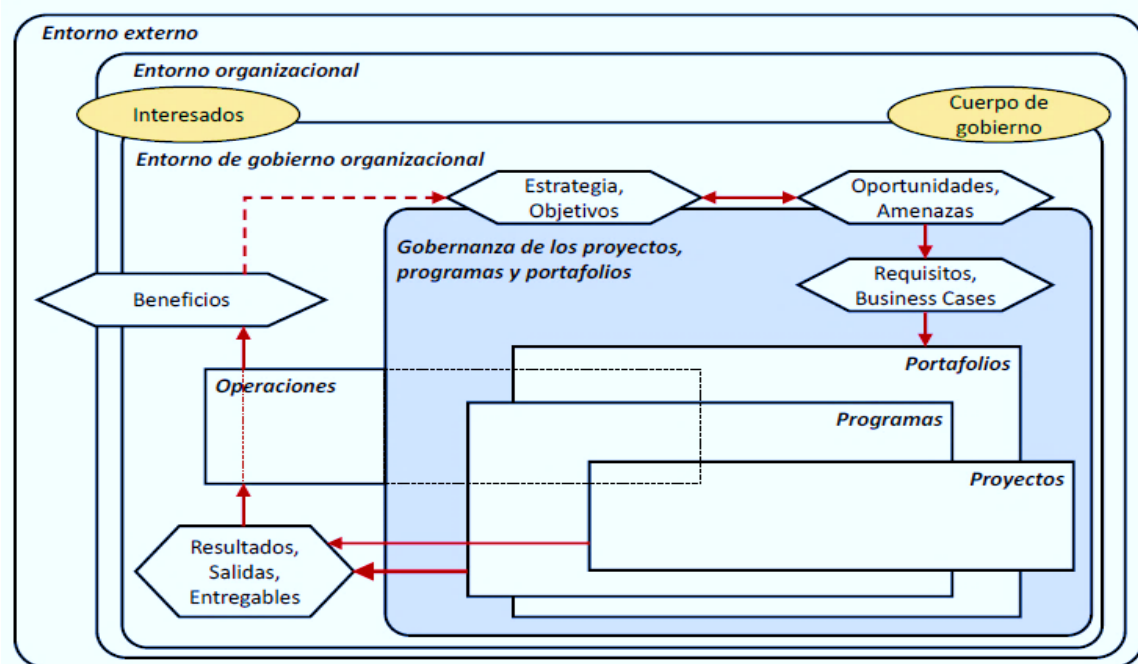 Entorno externo
Entorno organizacional
Interesados
Cuerpo de
gobierno
Entorno de gobierno organizacional
Estrategia,
Objetivos
Oportunidades,
Amenazas
Gobernanza de los proyectos,
programas y portafolios
Requisitos,
Business Cases
Beneficios
Portafolios
Operaciones
Programas
Proyectos
Resultados,
Salidas,
Entregables